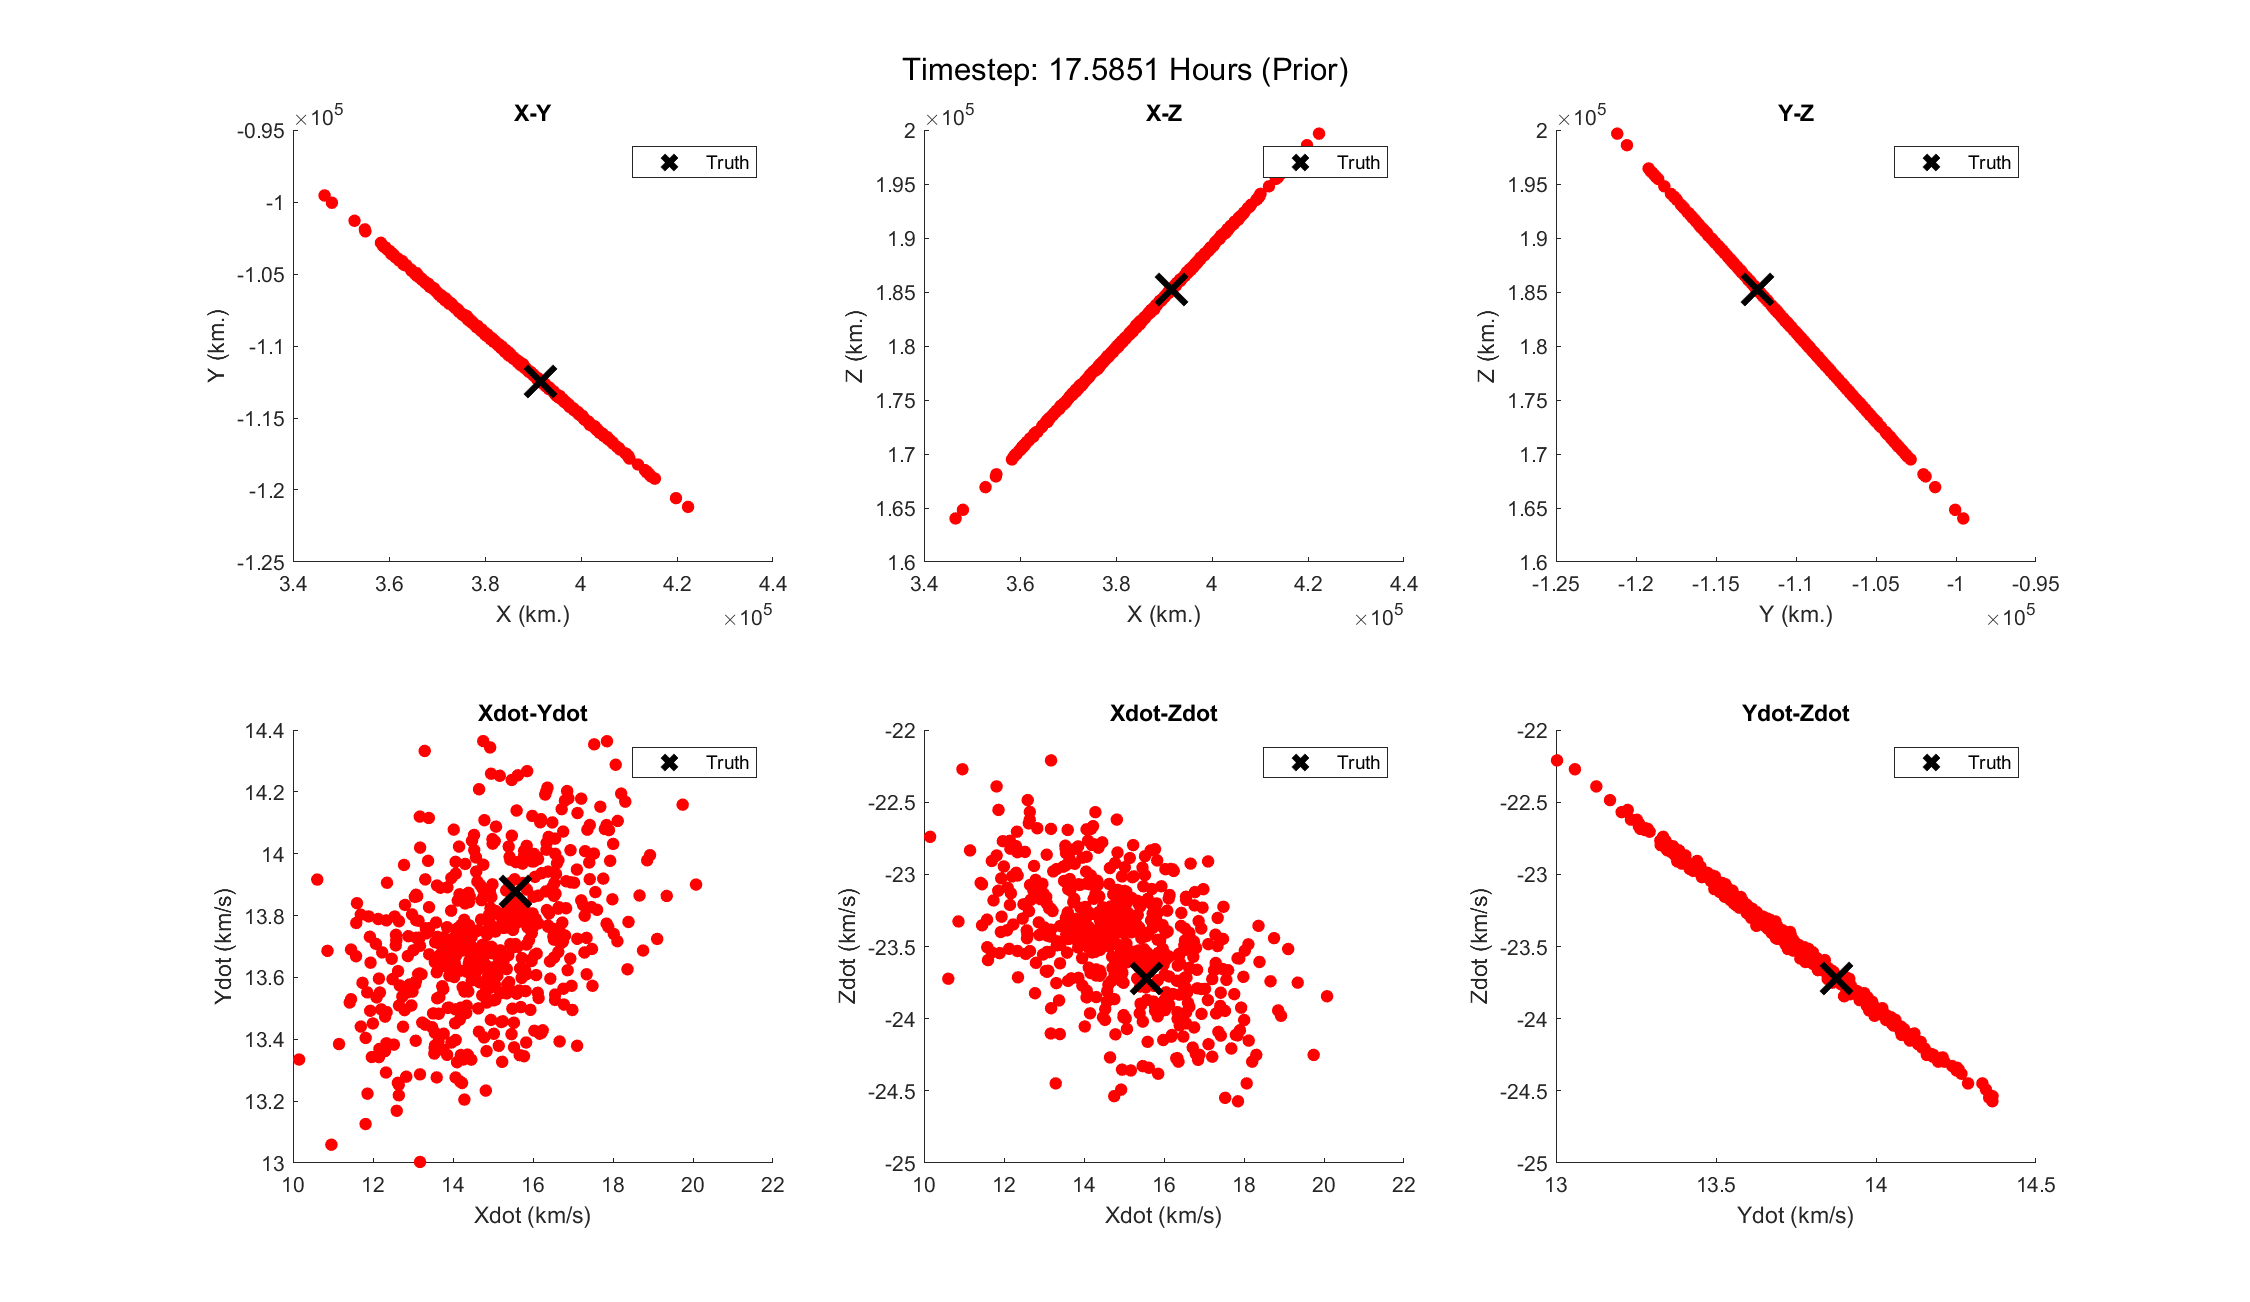 Timestep: 17.5851 Hours (Prior)
X-Y
×10^5
-0.95
-1
-1.05
-1.1
-1.15
-1.2
-1.25
Y (km.)
3.4 3.6 3.8 4 4.2 4.4
X (km.)
×10^5
Truth
X-Z
×10^5
2
1.95
1.9
1.85
1.8
1.75
1.7
1.65
1.6
Z (km.)
3.4 3.6 3.8 4 4.2 4.4
X (km.)
×10^5
Truth
Y-Z
×10^5
2
1.95
1.9
1.85
1.8
1.75
1.7
1.65
1.6
Z (km.)
-1.25 -1.2 -1.15 -1.1 -1.05 -1 -0.95
Y (km.)
×10^5
Truth
Xdot-Ydot
14.4
14.2
14
13.8
13.6
13.4
13.2
13
Ydot (km/s)
10 12 14 16 18 20 22
Xdot (km/s)
Truth
Xdot-Zdot
-22
-22.5
-23
-23.5
-24
-24.5
-25
Zdot (km/s)
10 12 14 16 18 20 22
Xdot (km/s)
Truth
Ydot-Zdot
-22
-22.5
-23
-23.5
-24
-24.5
-25
Zdot (km/s)
13 13.5 14 14.5
Ydot (km/s)
Truth